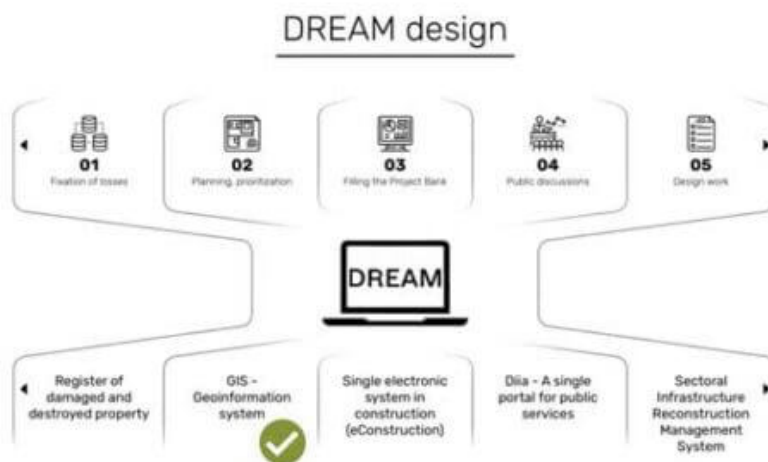 DREAM design
01
Fixation of losses
02
Planning, prioritization
03
Filling the Project Bank
04
Public discussions
05
Design work
DREAM
Register of
damaged and
destroyed property
GIS -
Geoinformation
system
Single electronic
system in
construction
(eConstruction)
Diia - A single
portal for public
services
Sectoral
Infrastructure
Reconstruction
Management
System